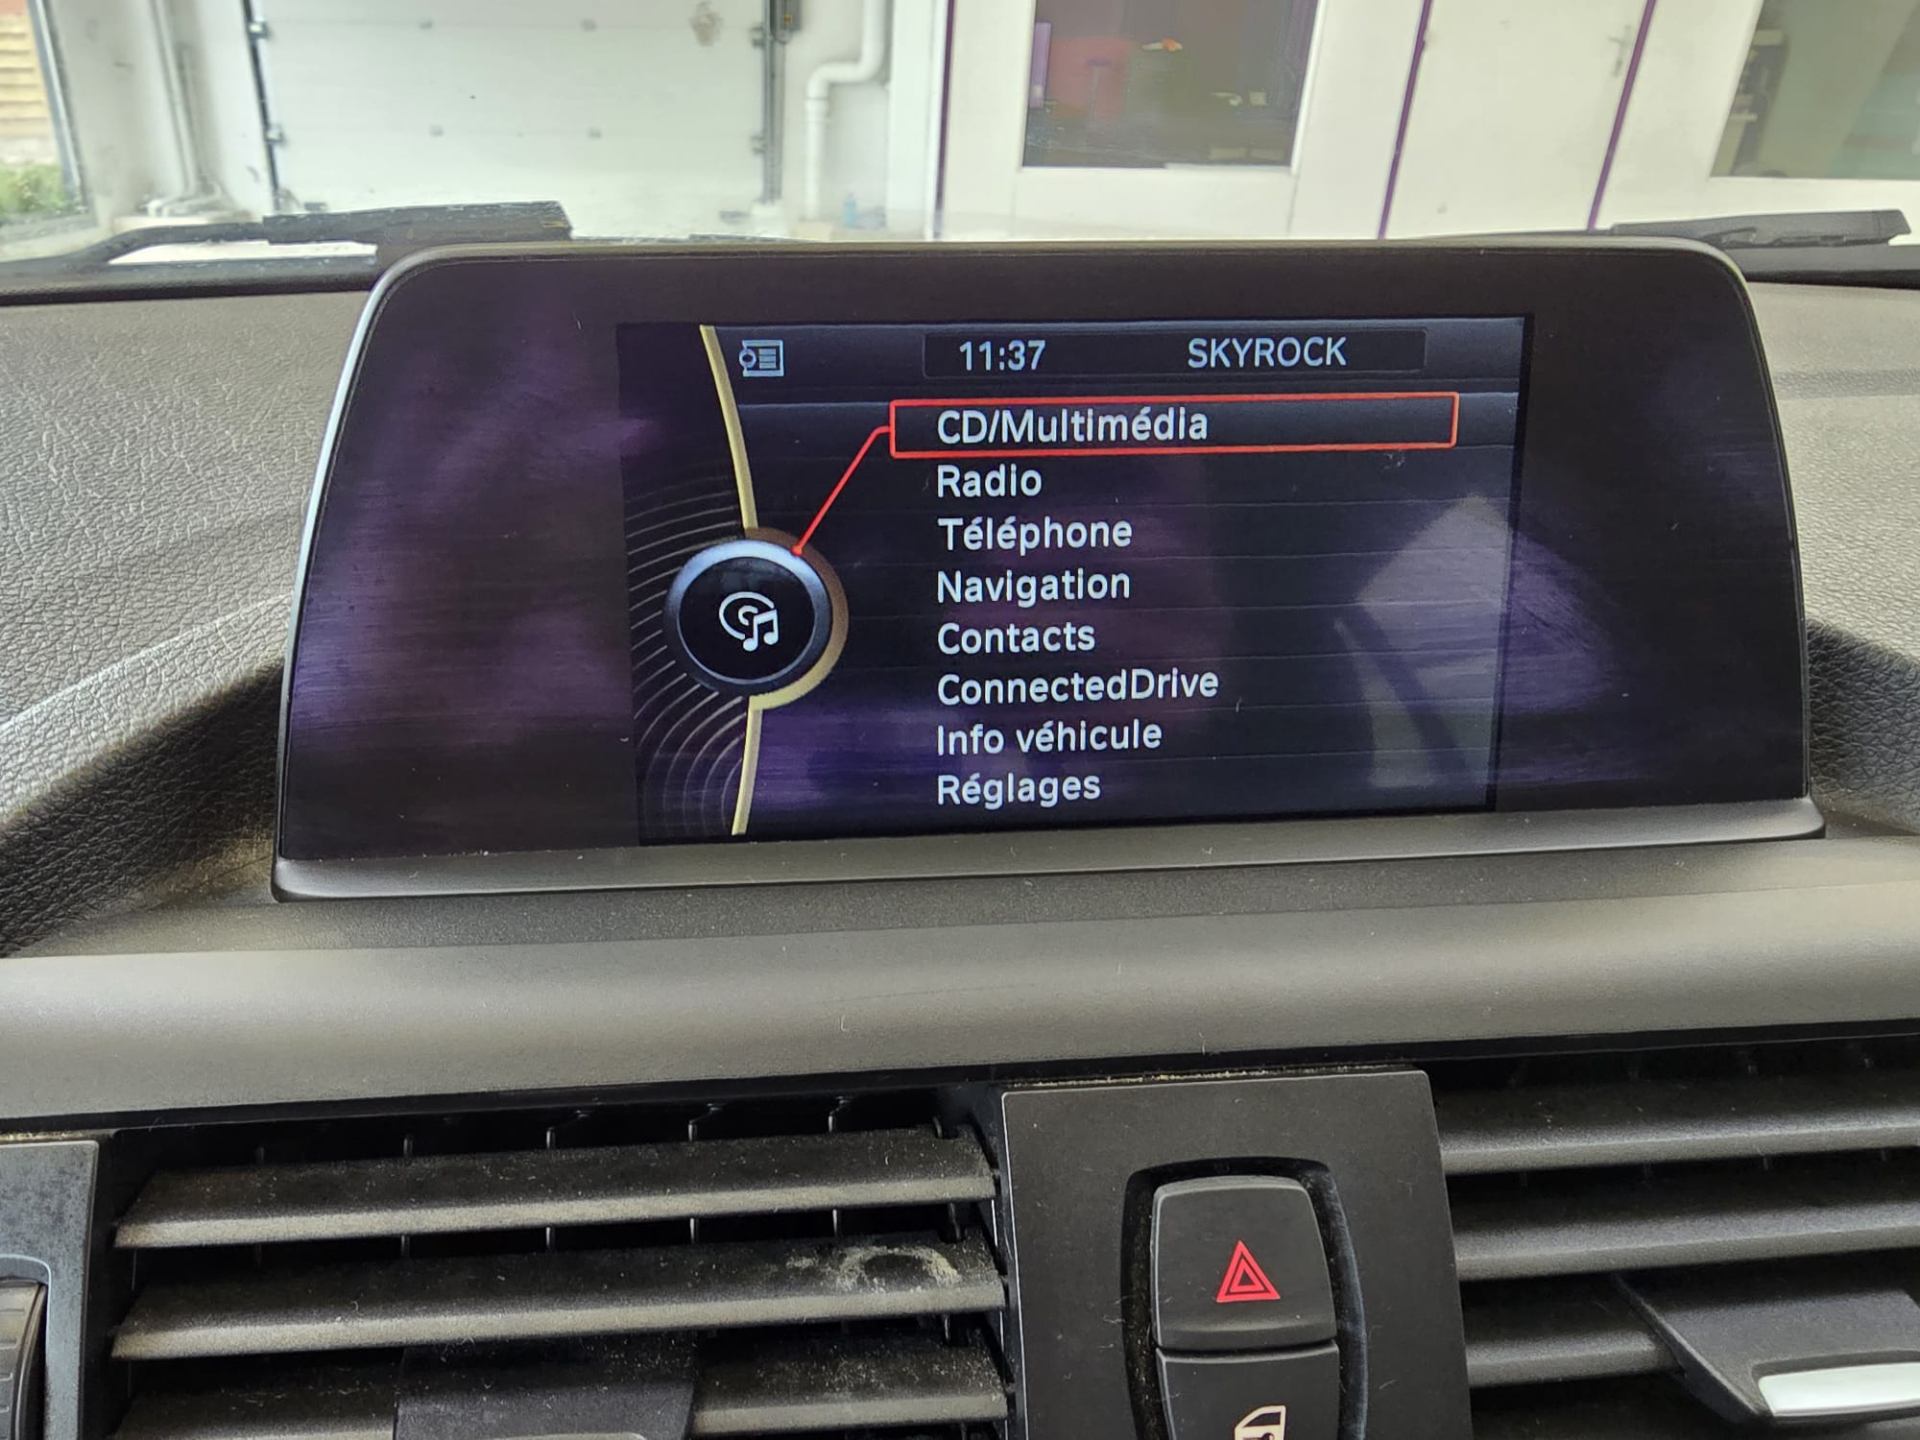 11:37 SKYROCK
CD/Multimédia
Radio
Téléphone
Navigation
Contacts
ConnectedDrive
Info véhicule
Réglages